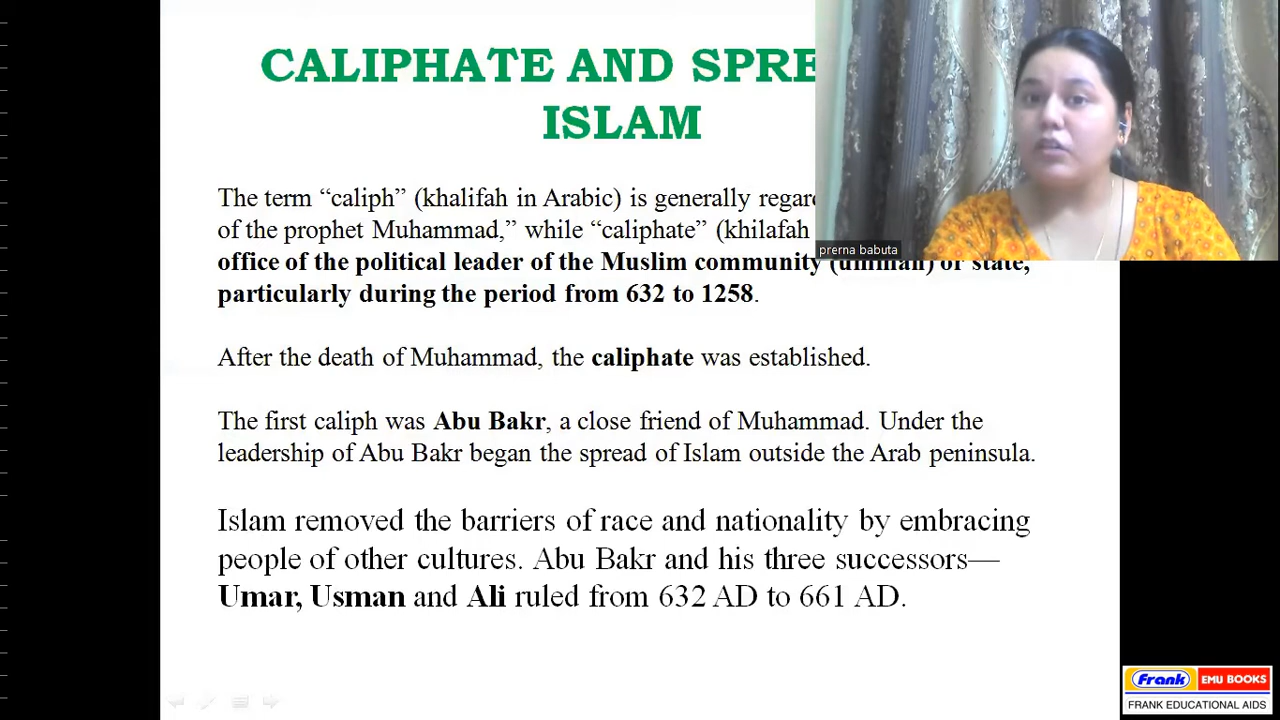 CALIPHATE AND SPRE
ISLAM
The term “caliph” (khalifah in Arabic) is generally regar
of the prophet Muhammad,” while “caliphate” (khilafah
prerna babuta
office of the political leader of the Muslim community (ummah) or state,
particularly during the period from 632 to 1258.
After the death of Muhammad, the caliphate was established.
The first caliph was Abu Bakr, a close friend of Muhammad. Under the
leadership of Abu Bakr began the spread of Islam outside the Arab peninsula.
Islam removed the barriers of race and nationality by embracing
people of other cultures. Abu Bakr and his three successors—
Umar, Usman and Ali ruled from 632 AD to 661 AD.
Frank EMU BOOKS
FRANK EDUCATIONAL AIDS